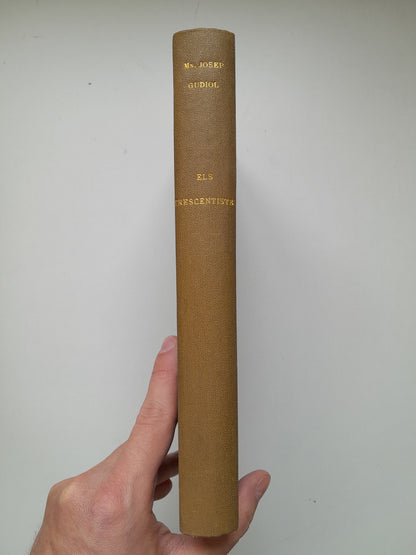 Mn. JOSEP
GUDIOL
ELS
TRESCENTISTES